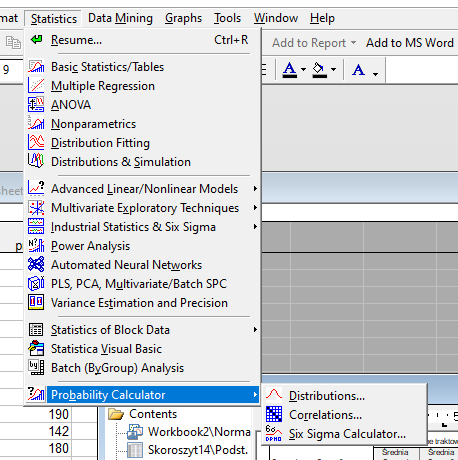 mat Statistics Data Mining Graphs Tools Window Help
Resume... Ctrl+R
Add to Report Add to MS Word
9
A A
Basic Statistics/Tables
Multiple Regression
ANOVA
Nonparametrics
Distribution Fitting
Distributions & Simulation
sheet
Advanced Linear/Nonlinear Models
Multivariate Exploratory Techniques
Industrial Statistics & Six Sigma
Power Analysis
Automated Neural Networks
PLS, PCA, Multivariate/Batch SPC
Variance Estimation and Precision
Statistics of Block Data
Statistica Visual Basic
Batch (ByGroup) Analysis
Probability Calculator
Distributions...
Correlations...
Six Sigma Calculator...
190
142
180
Contents
Workbook2\Norma
Skoroszyt14\Podst.
Średnia Średnia